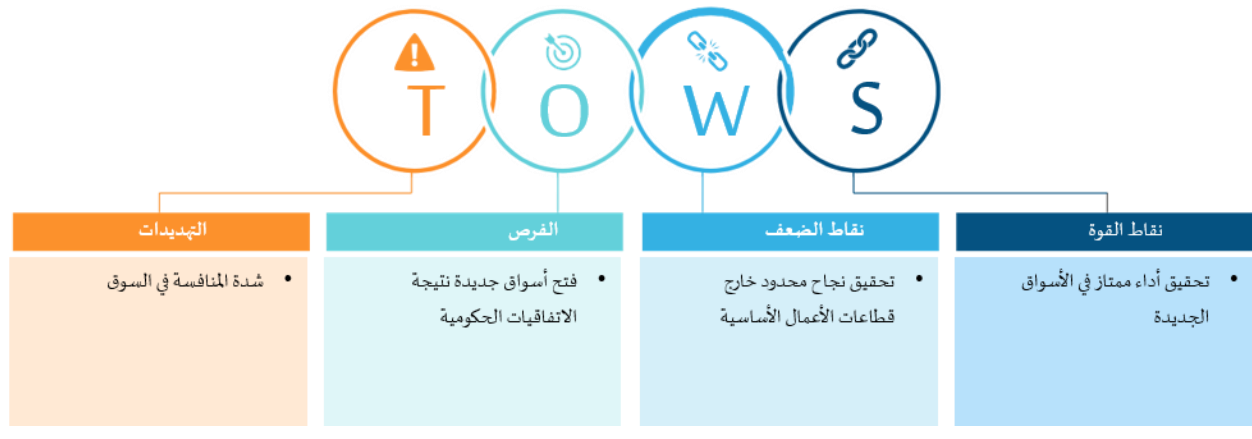 S
W
O
T
نقاط القوة
• تحقيق أداء ممتاز في الأسواق
الجديدة
نقاط الضعف
• تحقيق نجاح محدود خارج
قطاعات الأعمال الأساسية
الفرص
• فتح أسواق جديدة نتيجة
الاتفاقيات الحكومية
التهديدات
• شدة المنافسة في السوق